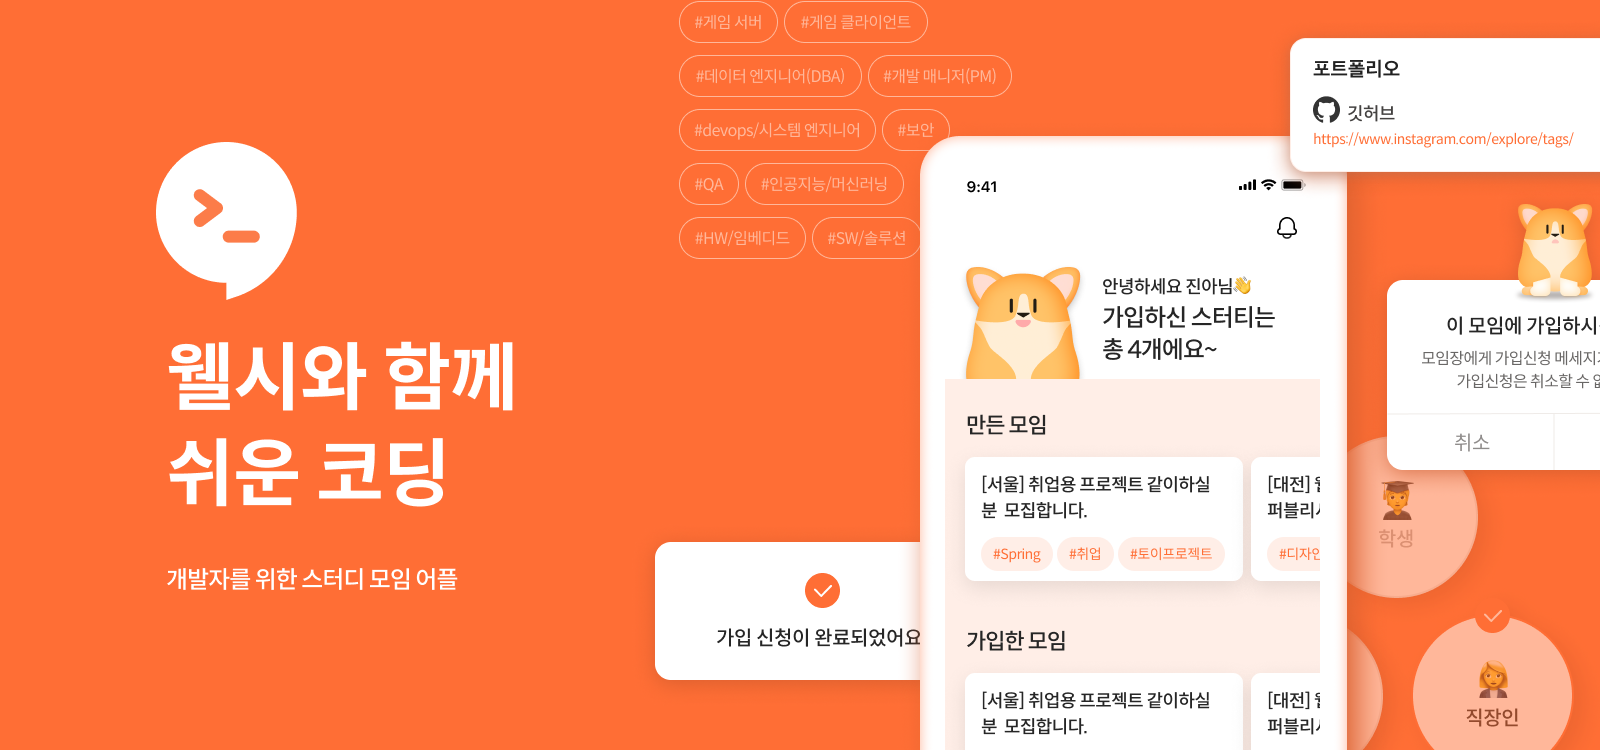 웰시와 함께
쉬운 코딩
개발자를 위한 스터디 모임 어플
#게임 서버
#게임 클라이언트
#데이터 엔지니어(DBA)
#개발 매니저(PM)
#devops/시스템 엔지니어
#보안
#QA
#인공지능/머신러닝
#HW/임베디드
#SW/솔루션
가입 신청이 완료되었어요
9:41
안녕하세요 진아님👋
가입하신 스터티는
총 4개에요~
만든 모임
[서울] 취업용 프로젝트 같이하실
분 모집합니다.
#Spring
#취업
#토이프로젝트
[대전]
퍼블리
#디자인
가입한 모임
[서울] 취업용 프로젝트 같이하실
분 모집합니다.
[대전]
퍼블리
포트폴리오
깃허브
https://www.instagram.com/explore/tags/
이 모임에 가입하시
모임장에게 가입신청 메세지
가입신청은 취소할 수
취소
학생
직장인